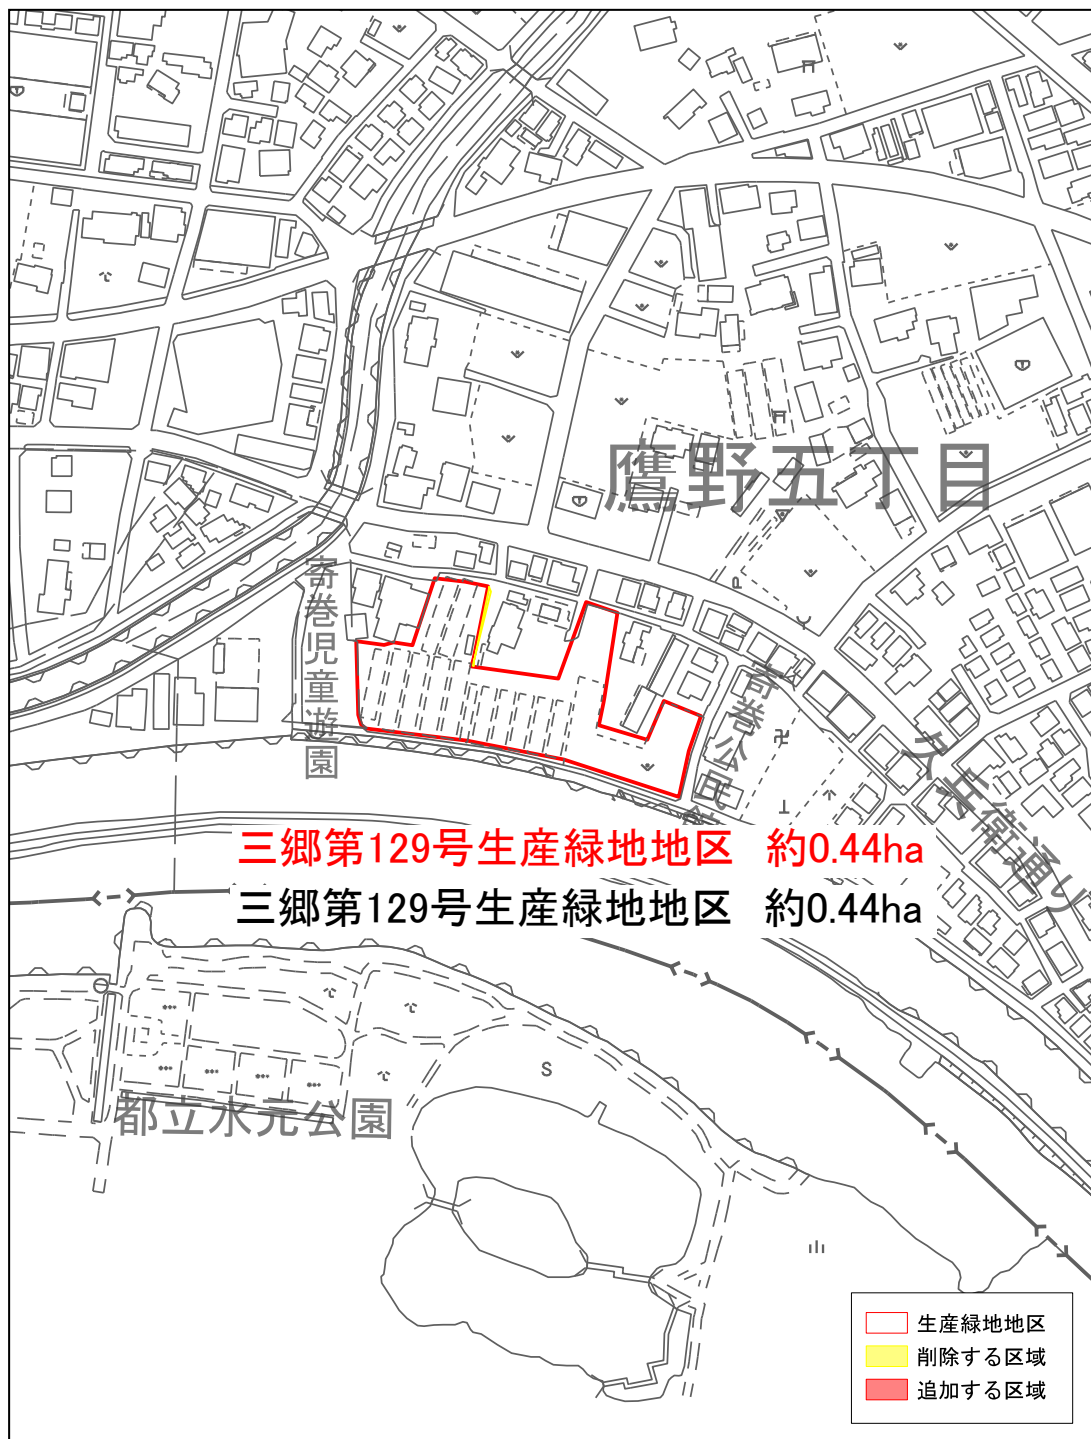 鷹野五丁目
寄巻児童遊園
寄巻公民
久兵衛通り
三郷第129号生産緑地地区 約0.44ha
三郷第129号生産緑地地区 約0.44ha
都立水元公園
生産緑地地区
削除する区域
追加する区域